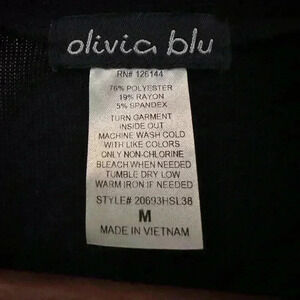 olivia blu
RN# 126144
76% POLYESTER
19% RAYON
5% SPANDEX
TURN GARMENT
INSIDE OUT
MACHINE WASH COLD
WITH LIKE COLORS
ONLY NON-CHLORINE
BLEACH WHEN NEEDED
TUMBLE DRY LOW
WARM IRON IF NEEDED
STYLE# 20693HSL38
M
MADE IN VIETNAM